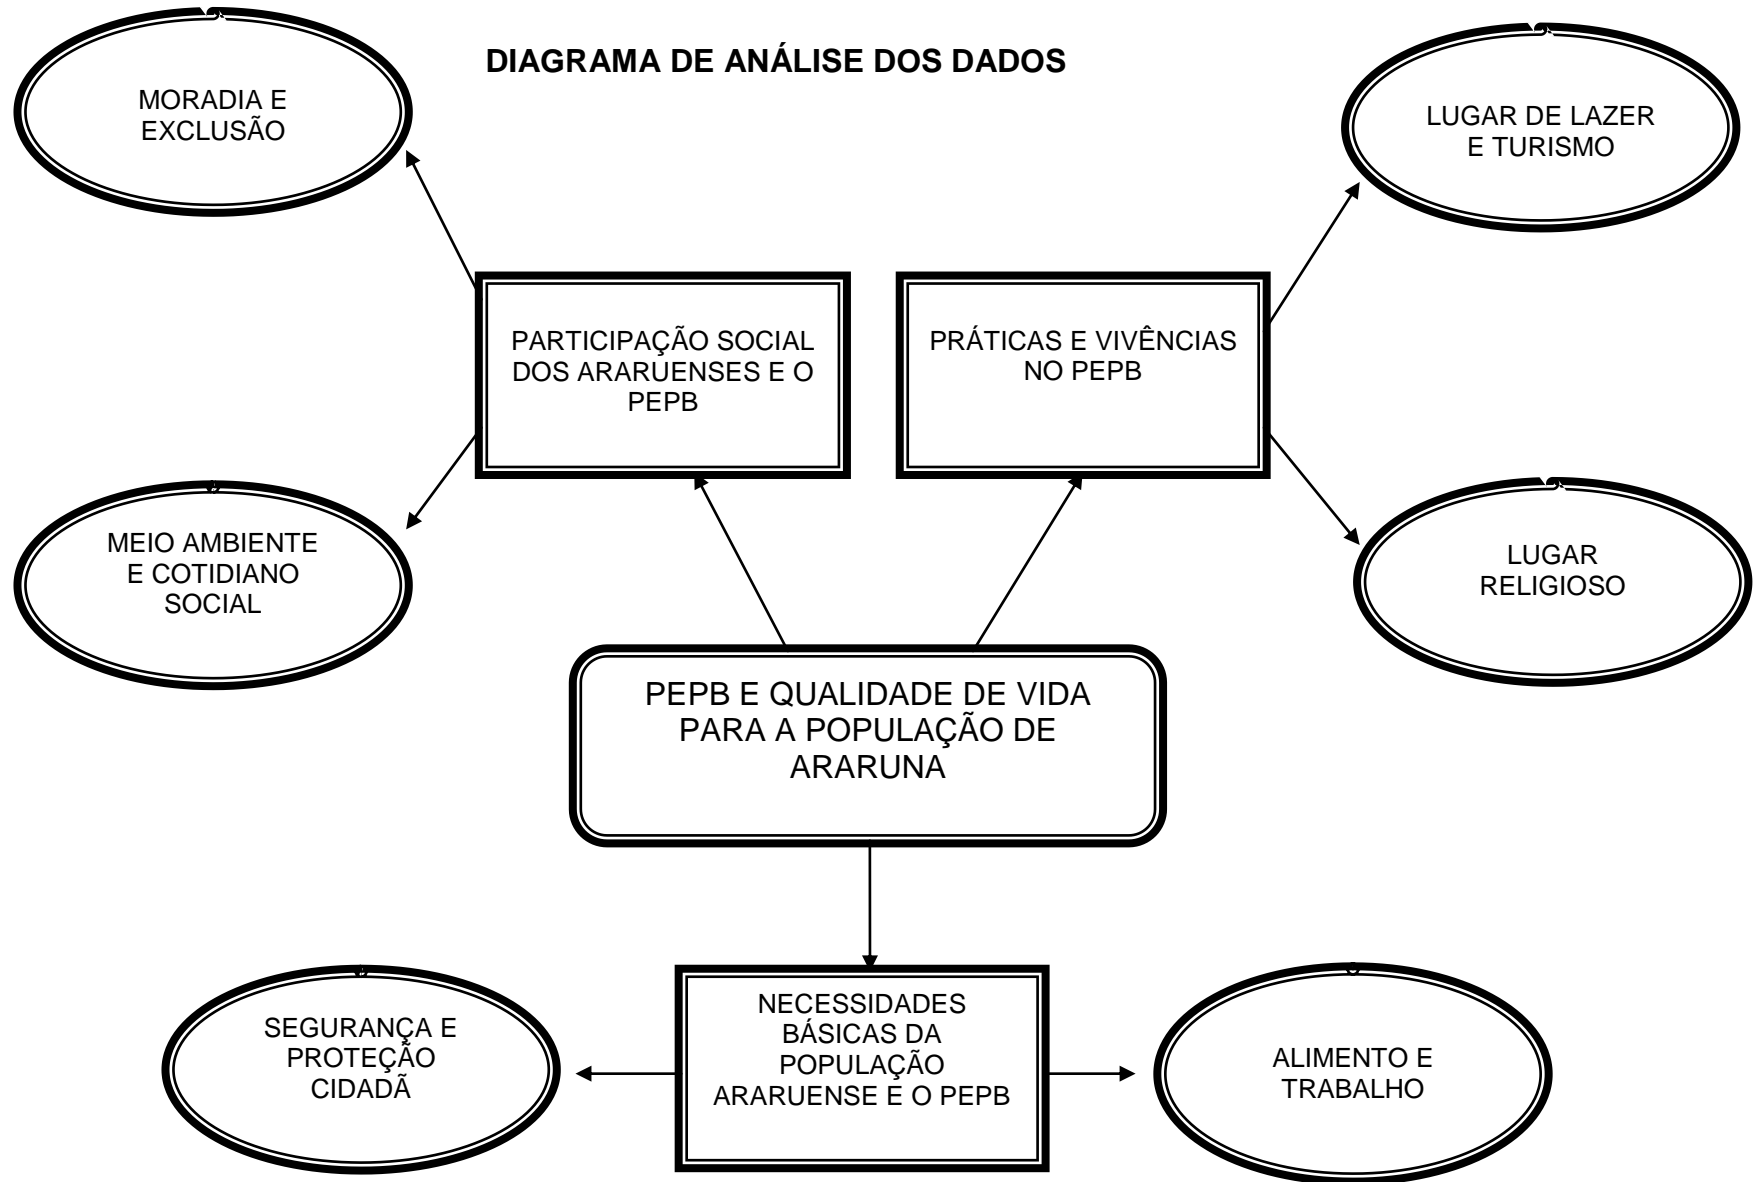 DIAGRAMA DE ANÁLISE DOS DADOS
MORADIA E
EXCLUSÃO
LUGAR DE LAZER
E TURISMO
PARTICIPAÇÃO SOCIAL
DOS ARARUENSES E O
PEPB
PRÁTICAS E VIVÊNCIAS
NO PEPB
MEIO AMBIENTE
E COTIDIANO
SOCIAL
LUGAR
RELIGIOSO
PEPB E QUALIDADE DE VIDA
PARA A POPULAÇÃO DE
ARARUNA
SEGURANÇA E
PROTEÇÃO
CIDADÃ
NECESSIDADES
BÁSICAS DA
POPULAÇÃO
ARARUENSE E O PEPB
ALIMENTO E
TRABALHO